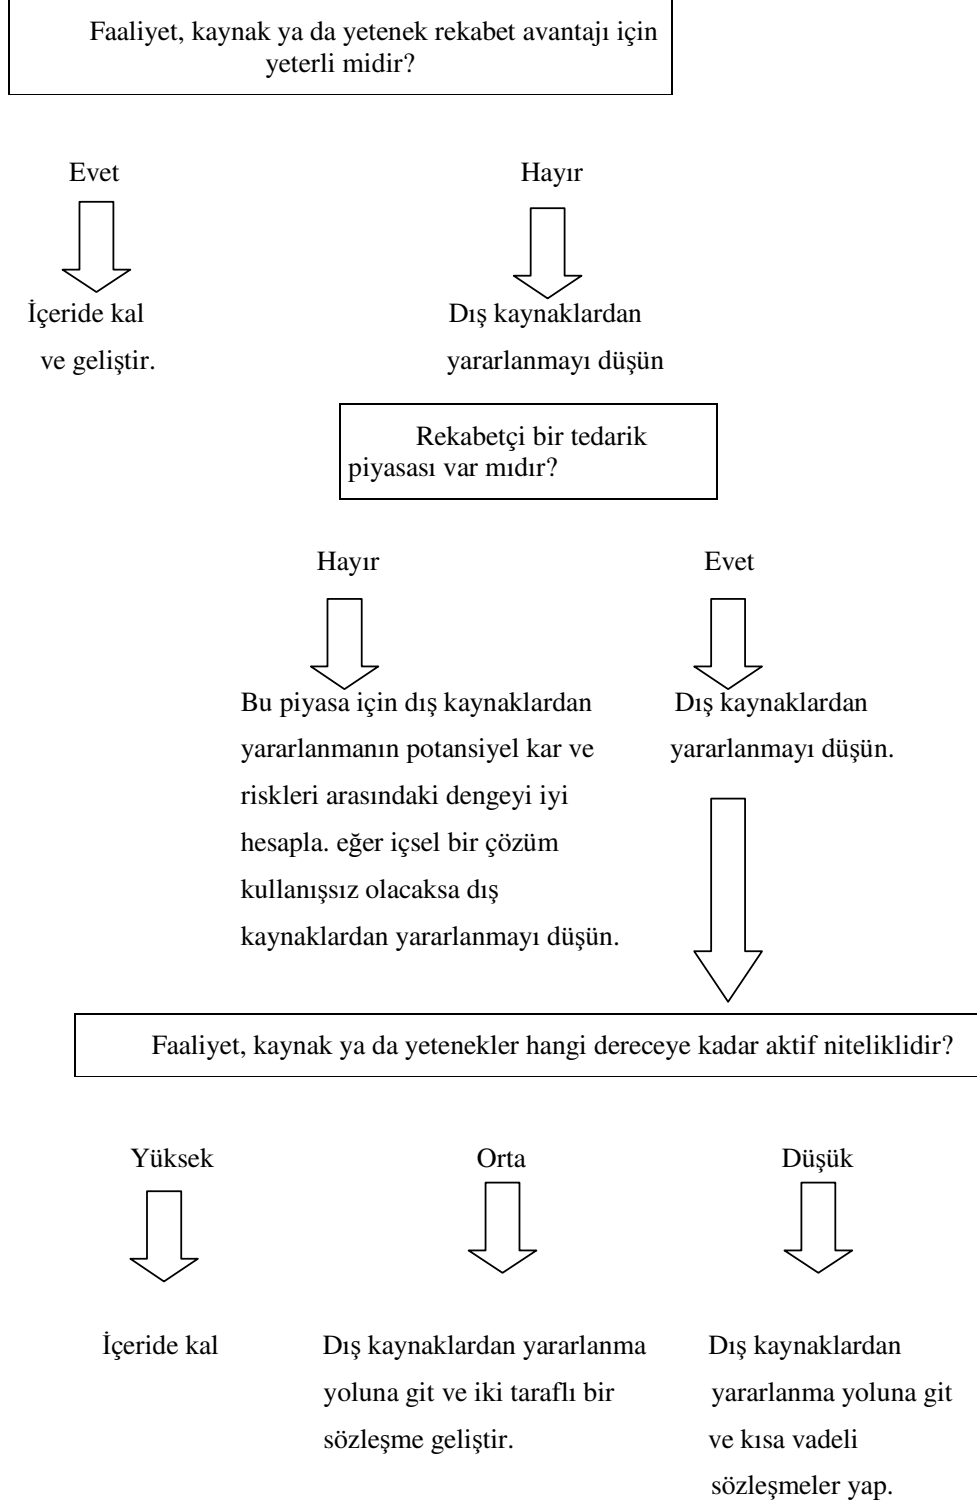 Faaliyet, kaynak ya da yetenek rekabet avantajı için
yeterli midir?
Evet
Hayır
İçeride kal
ve geliştir.
Dış kaynaklardan
yararlanmayı düşün
Rekabetçi bir tedarik
piyasası var mıdır?
Hayır
Evet
Bu piyasa için dış kaynaklardan
yararlanmanın potansiyel kar ve
riskleri arasındaki dengeyi iyi
hesapla. eğer içsel bir çözüm
kullanışsız olacaksa dış
kaynaklardan yararlanmayı düşün.
Dış kaynaklardan
yararlanmayı düşün.
Faaliyet, kaynak ya da yetenekler hangi dereceye kadar aktif niteliklidir?
Yüksek
Orta
Düşük
İçeride kal
Dış kaynaklardan yararlanma
yoluna git ve iki taraflı bir
sözleşme geliştir.
Dış kaynaklardan
yararlanma yoluna git
ve kısa vadeli
sözleşmeler yap.